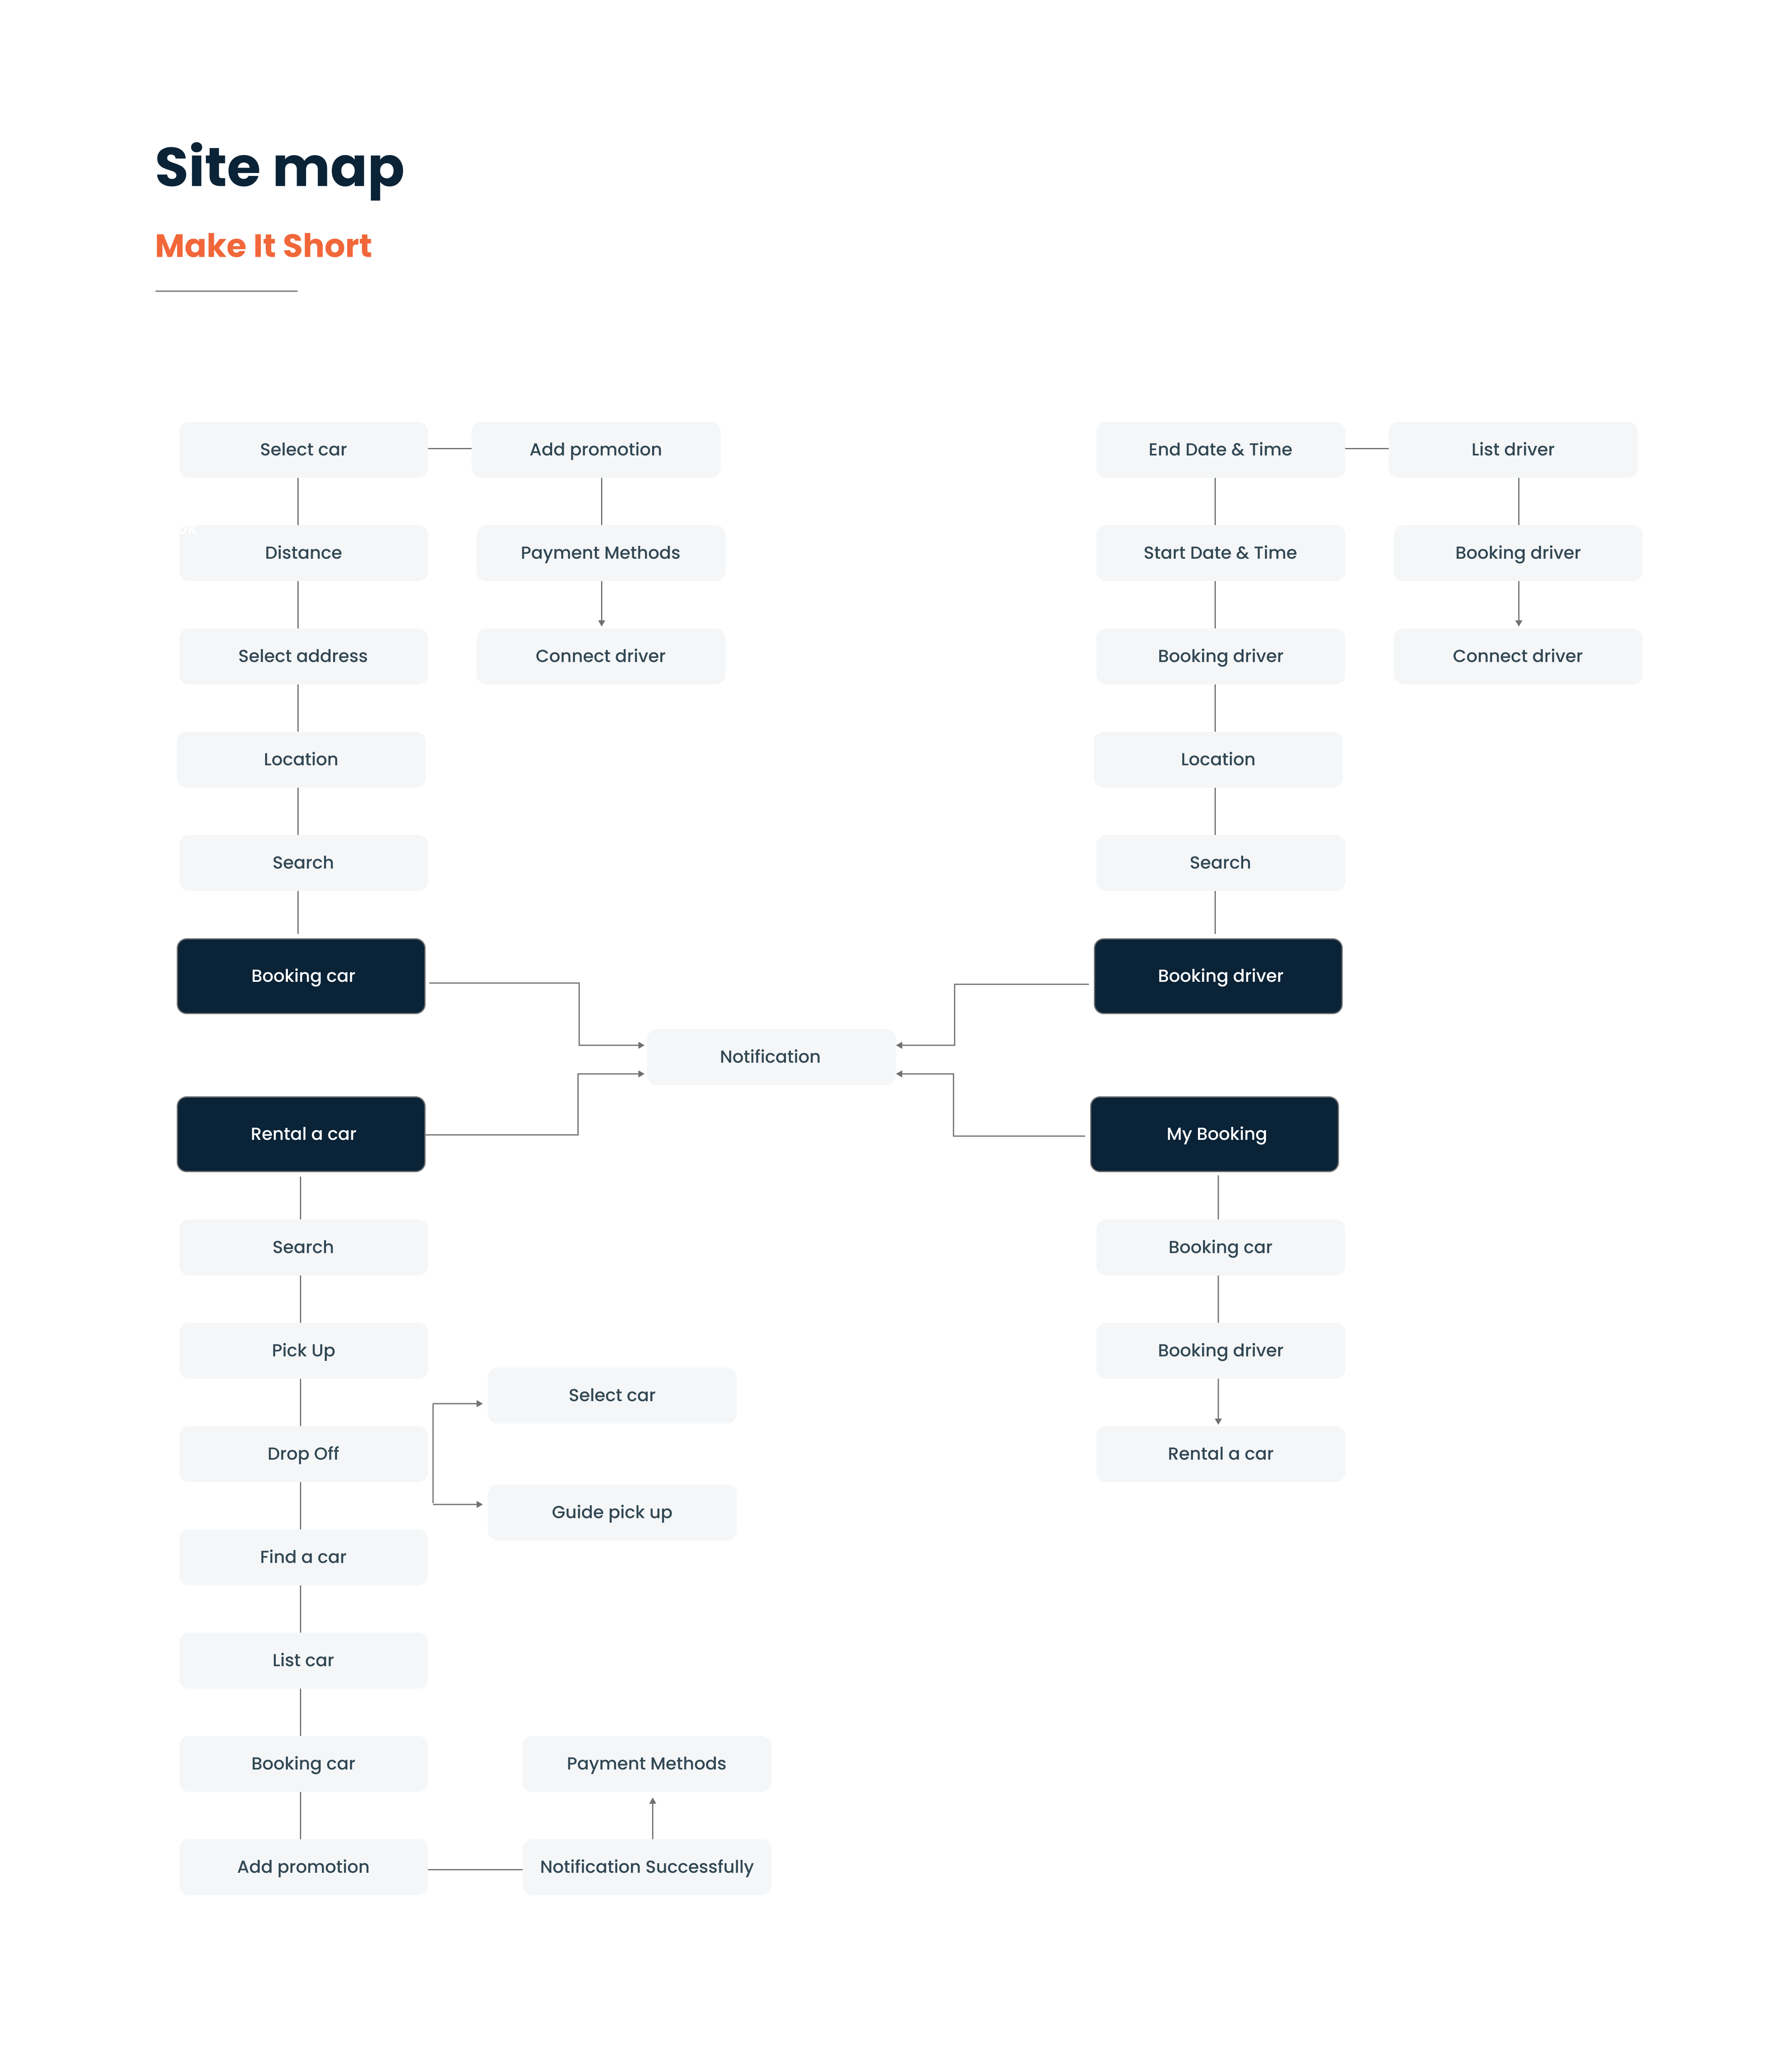 Site map
Make It Short
Select car
Add promotion
End Date & Time
List driver
Distance
Payment Methods
Start Date & Time
Booking driver
Select address
Connect driver
Booking driver
Connect driver
Location
Location
Search
Search
Booking car
Booking driver
Notification
Rental a car
My Booking
Search
Booking car
Pick Up
Booking driver
Select car
Drop Off
Rental a car
Guide pick up
Find a car
List car
Booking car
Payment Methods
Add promotion
Notification Successfully